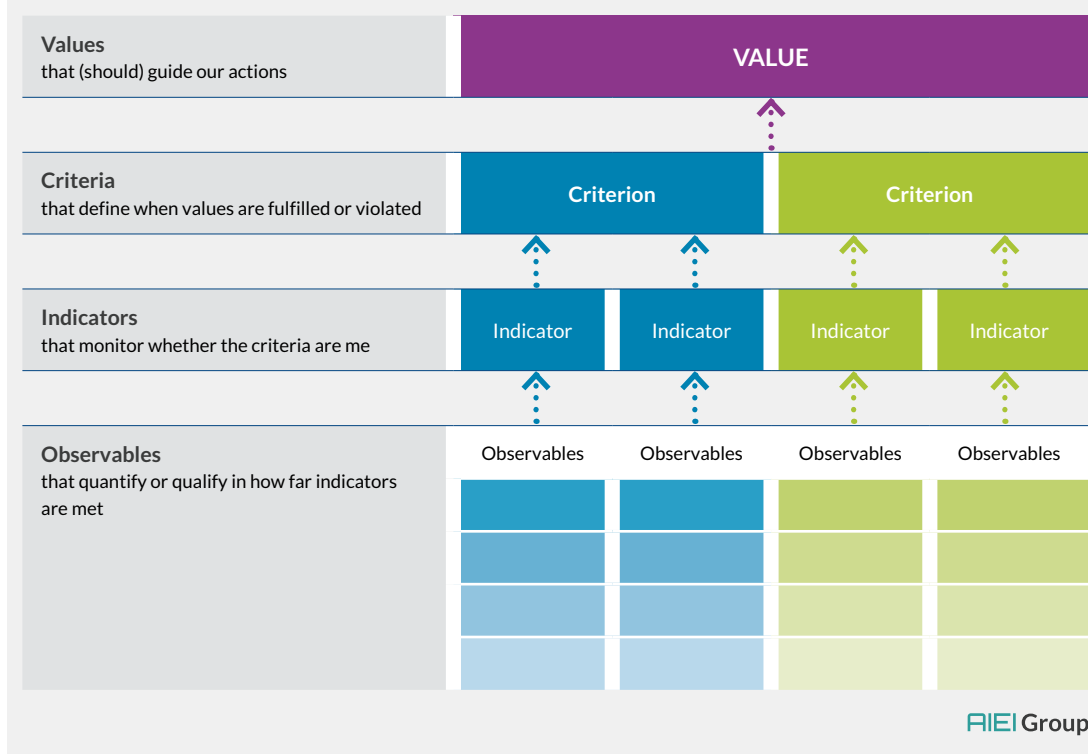 Values
that (should) guide our actions
VALUE
Criteria
that define when values are fulfilled or violated
Criterion
Criterion
Indicators
that monitor whether the criteria are me
Indicator
Indicator
Indicator
Indicator
Observables
that quantify or qualify in how far indicators
are met
Observables
Observables
Observables
Observables
AIEI Group